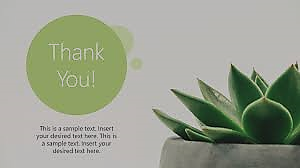 Thank
You!
This is a sample text. Insert
your desired text here. This is
a sample text. Insert your
desired text here.